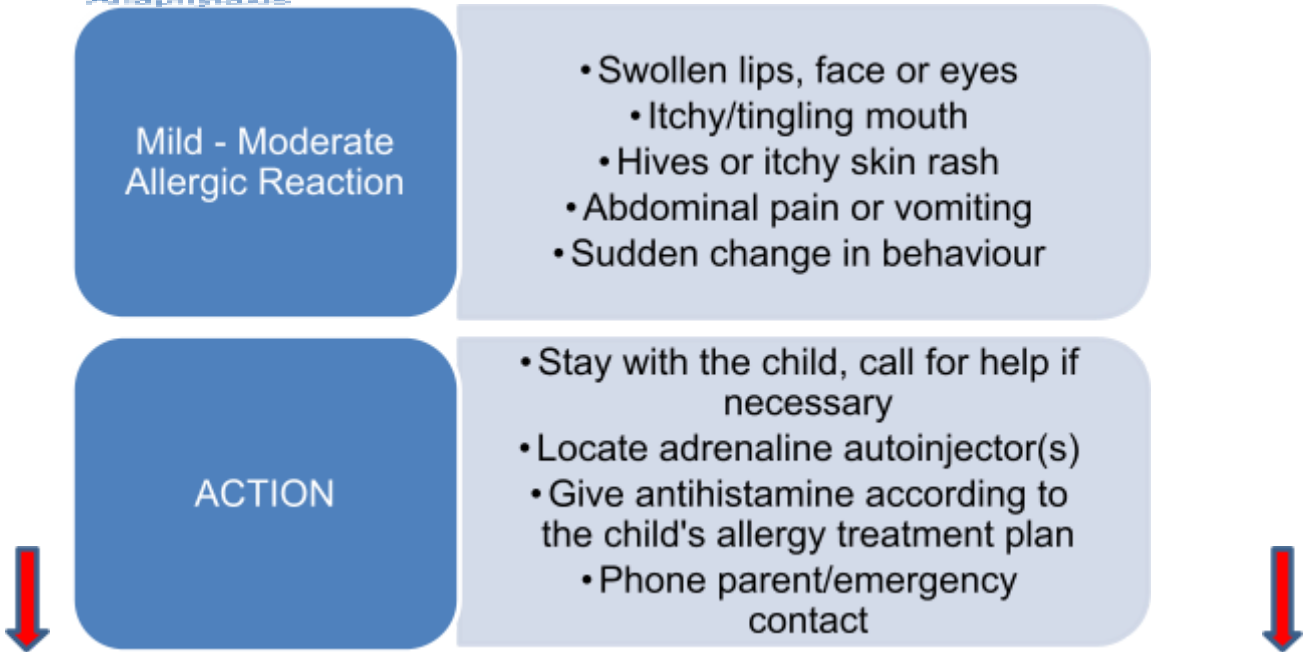 Mild - Moderate
Allergic Reaction
• Swollen lips, face or eyes
• Itchy/tingling mouth
• Hives or itchy skin rash
• Abdominal pain or vomiting
• Sudden change in behaviour
ACTION
• Stay with the child, call for help if
necessary
• Locate adrenaline autoinjector(s)
• Give antihistamine according to
the child's allergy treatment plan
• Phone parent/emergency
contact